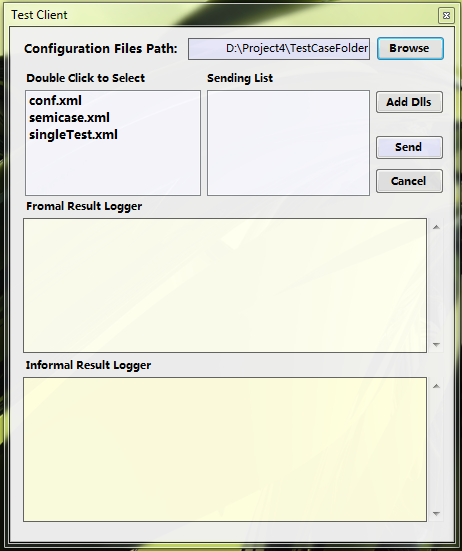 Test Client
Configuration Files Path: D:\Project4\TestCaseFolder Browse
Double Click to Select Sending List
conf.xml
semicase.xml
singleTest.xml
Add Dlls
Send
Cancel
Fromal Result Logger
Informal Result Logger